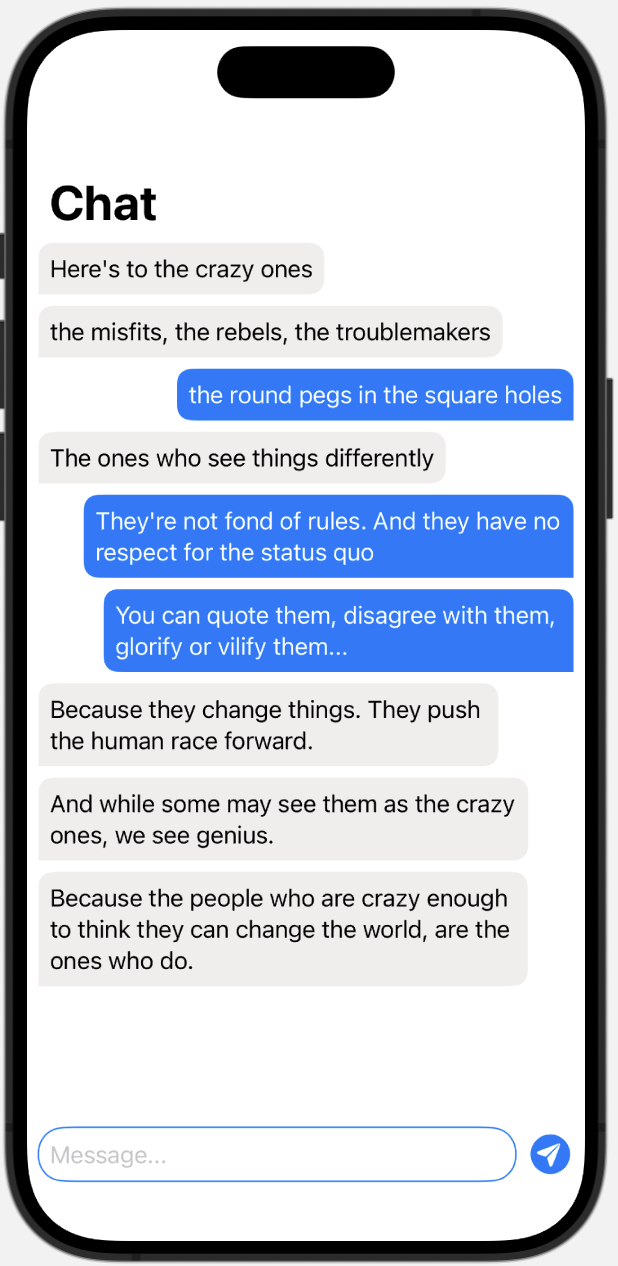 Chat
Here's to the crazy ones
the misfits, the rebels, the troublemakers
the round pegs in the square holes
The ones who see things differently
They're not fond of rules. And they have no
respect for the status quo
You can quote them, disagree with them,
glorify or vilify them...
Because they change things. They push
the human race forward.
And while some may see them as the crazy
ones, we see genius.
Because the people who are crazy enough
to think they can change the world, are the
ones who do.
Message...